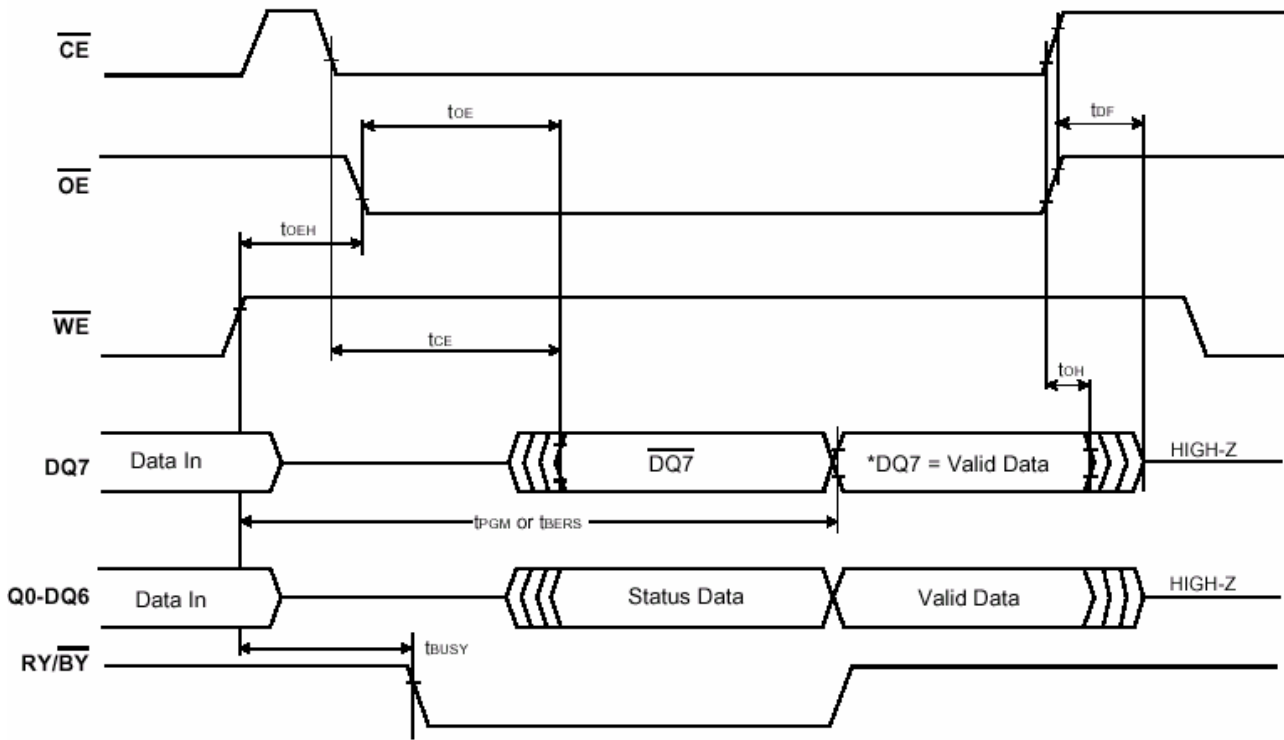 CE
tOE
tDF
OE
tOEH
WE
tCE
tOH
DQ7
Data In
DQ7
*DQ7 = Valid Data
HIGH-Z
tPGM or tBERS
Q0-DQ6
Data In
Status Data
Valid Data
HIGH-Z
RY/BY
tBUSY